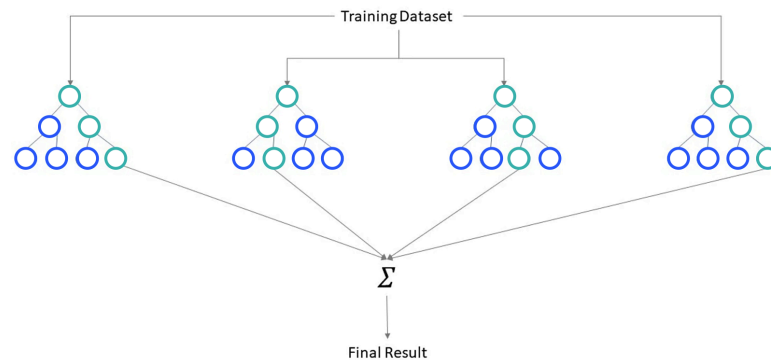 Training Dataset
Σ
Final Result